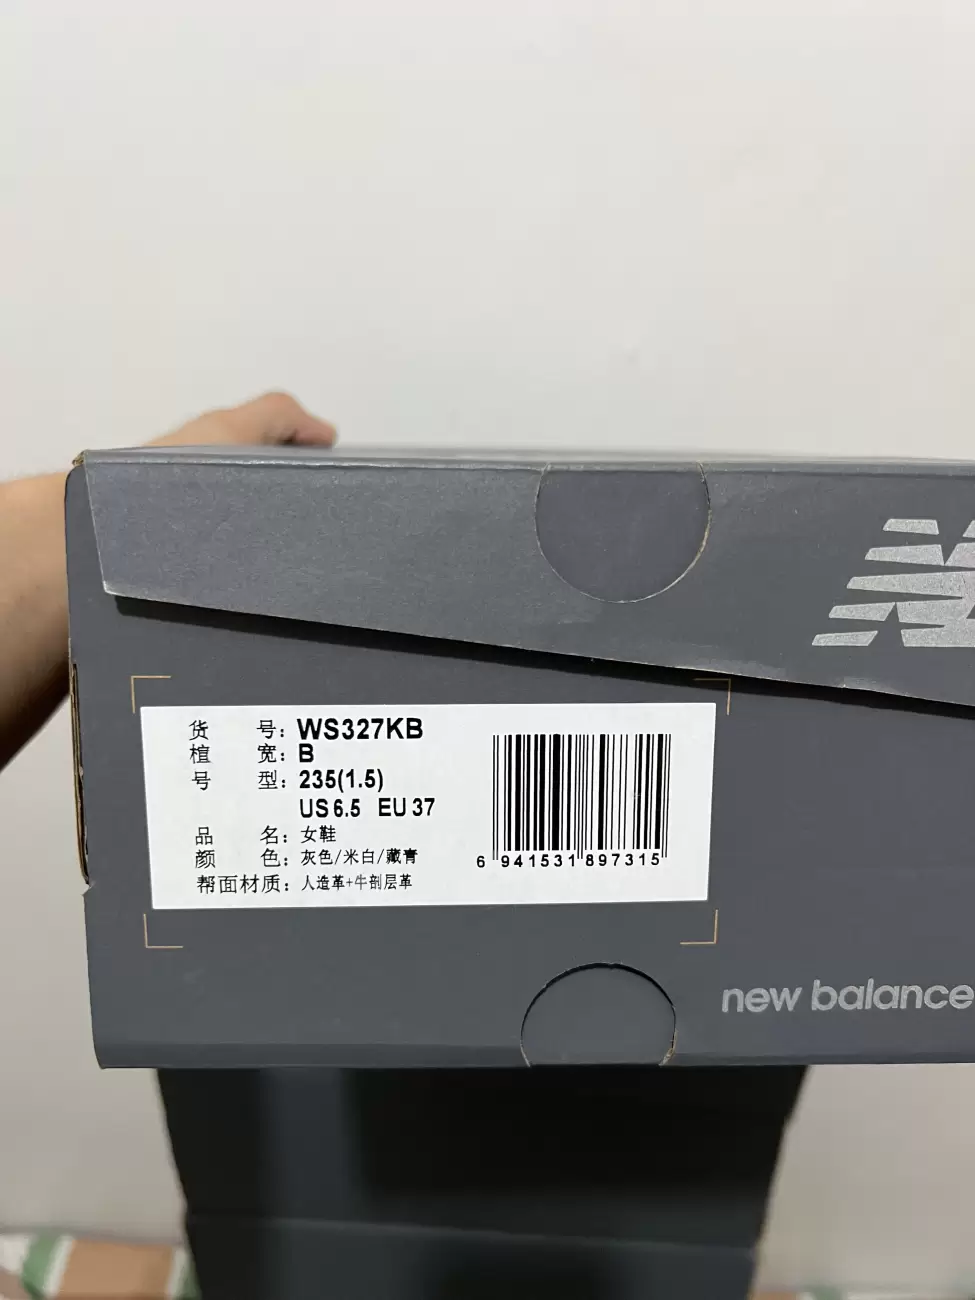 货 号：WS327KB
楦 宽：B
号 型：235(1.5)
US 6.5 EU 37
品 名：女鞋
颜 色：灰色/米白/藏青
帮面材质：人造革+牛剖层革
6 941531 897315
new balance